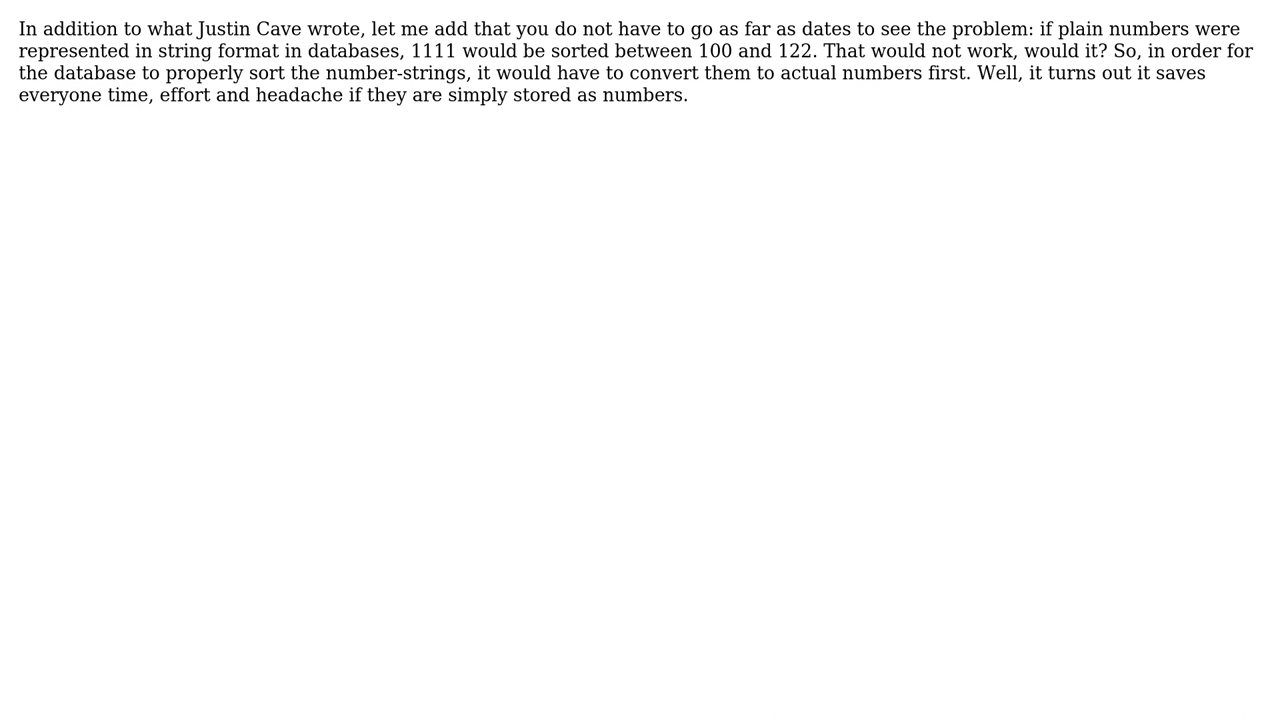 In addition to what Justin Cave wrote, let me add that you do not have to go as far as dates to see the problem: if plain numbers were
represented in string format in databases, 1111 would be sorted between 100 and 122. That would not work, would it? So, in order for
the database to properly sort the number-strings, it would have to convert them to actual numbers first. Well, it turns out it saves
everyone time, effort and headache if they are simply stored as numbers.